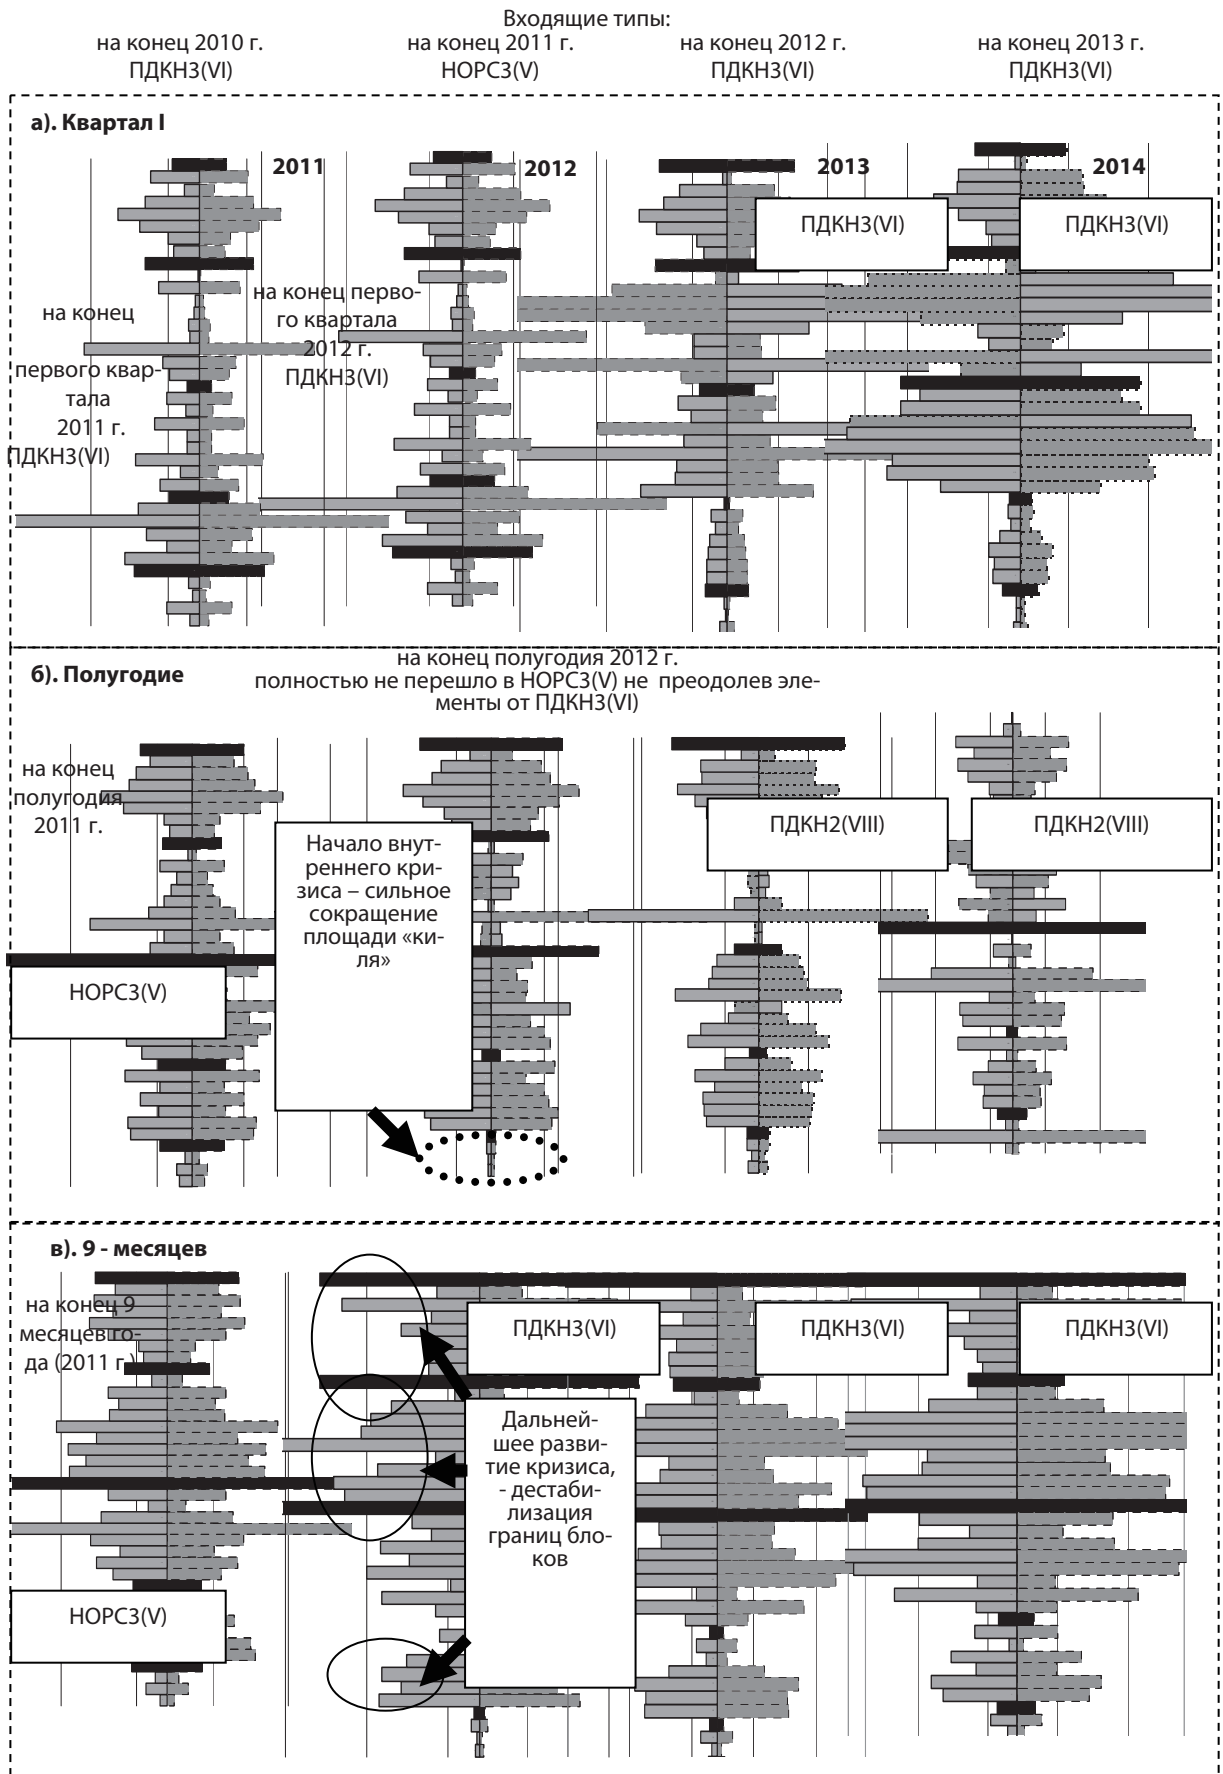 Входящие типы:
на конец 2010 г.
ПДКН3(VI)
на конец 2011 г.
НОРС3(V)
на конец 2012 г.
ПДКН3(VI)
на конец 2013 г.
ПДКН3(VI)
а). Квартал I
2011
2012
2013
2014
ПДКН3(VI)
ПДКН3(VI)
на конец
первого квар-
тала
2011 г.
ПДКН3(VI)
на конец перво-
го квартала
2012 г.
ПДКН3(VI)
б). Полугодие
на конец полугодия 2012 г.
полностью не перешло в НОРС3(V) не преодолев эле-
менты от ПДКН3(VI)
на конец
полугодия
2011 г.
НОРС3(V)
Начало внут-
реннего кри-
зиса – сильное
сокращение
площади «ки-
ля»
ПДКН2(VIII)
ПДКН2(VIII)
в). 9 - месяцев
на конец 9
месяцев го-
да (2011 г.)
НОРС3(V)
ПДКН3(VI)
ПДКН3(VI)
ПДКН3(VI)
Дальней-
шее разви-
тие кризиса,
- дестаби-
лизация
границ бло-
ков